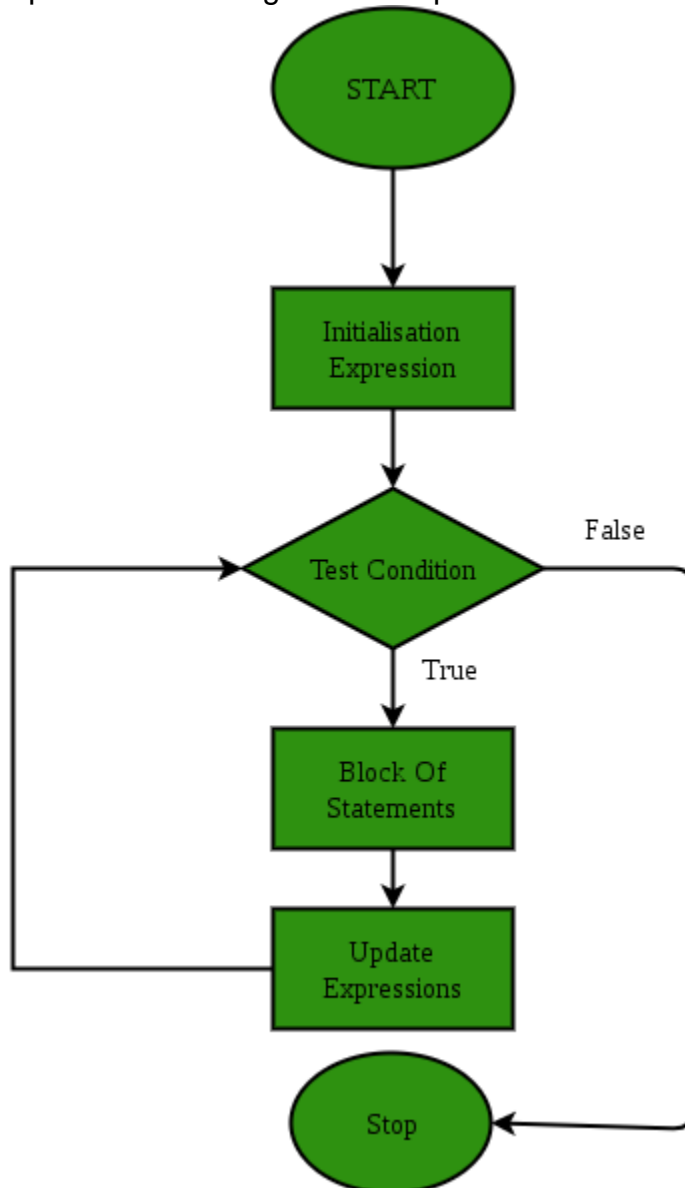 START
Initialisation
Expression
False
Test Condition
True
Block Of
Statements
Update
Expressions
Stop